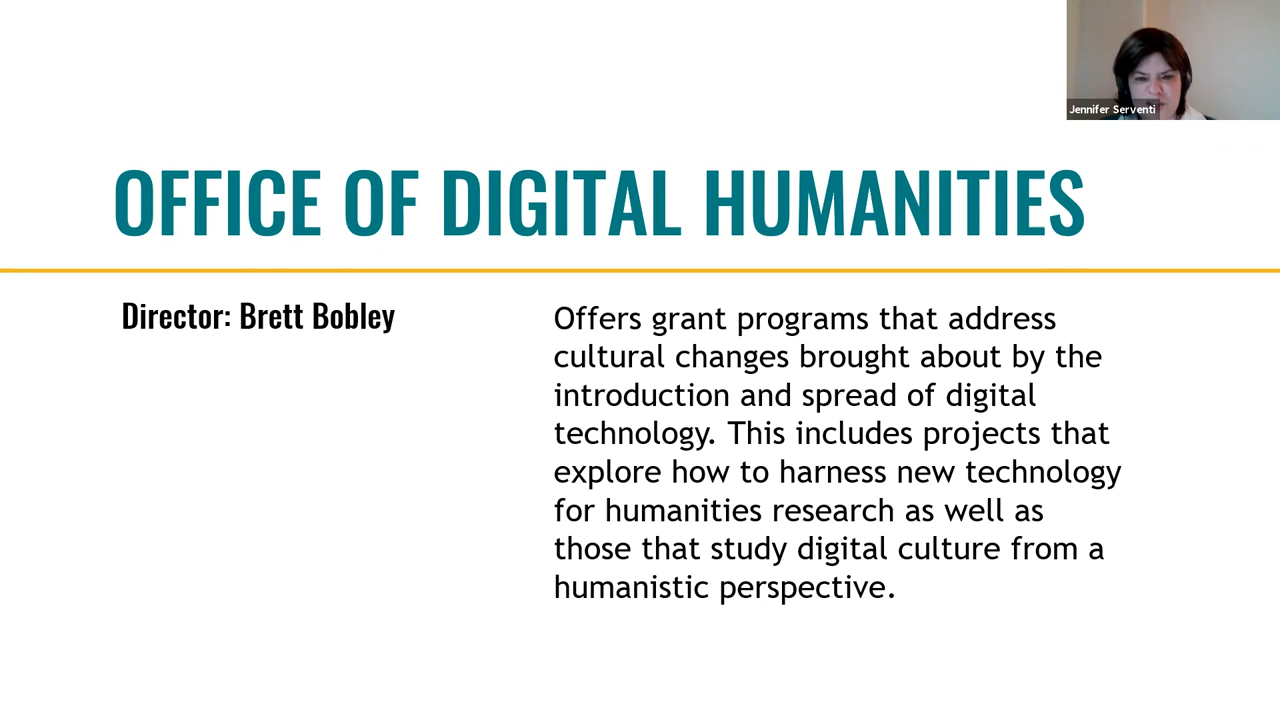 Jennifer Serventi
OFFICE OF DIGITAL HUMANITIES
Director: Brett Bobley
Offers grant programs that address
cultural changes brought about by the
introduction and spread of digital
technology. This includes projects that
explore how to harness new technology
for humanities research as well as
those that study digital culture from a
humanistic perspective.